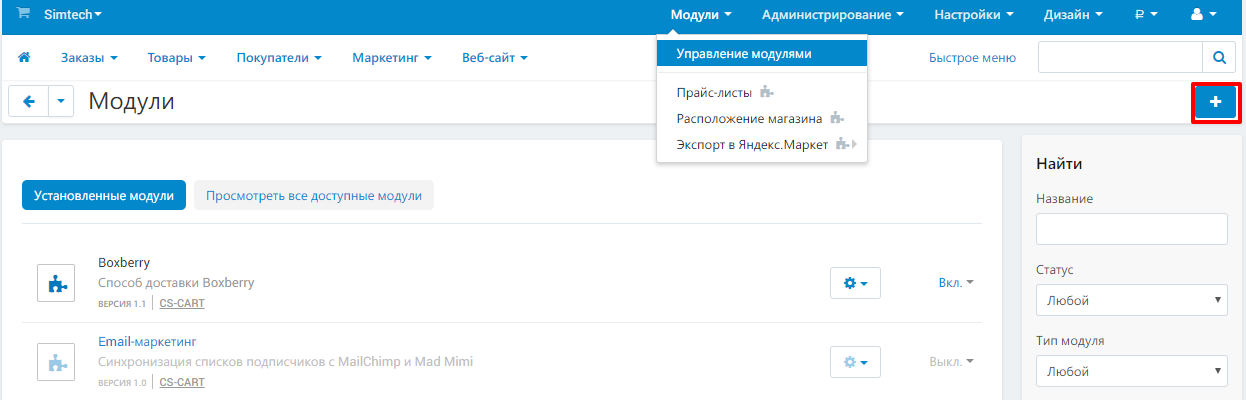 Simtech
Модули
Администрирование
Настройки
Дизайн
₽
Управление модулями
Прайс-листы
Расположение магазина
Экспорт в Яндекс.Маркет
Заказы
Товары
Покупатели
Маркетинг
Веб-сайт
Быстрое меню
Модули
+
Установленные модули
Просмотреть все доступные модули
Boxberry
Способ доставки Boxberry
ВЕРСИЯ 1.1 | CS-CART
Вкл.
Email-маркетинг
Синхронизация списков подписчиков с MailChimp и Mad Mimi
ВЕРСИЯ 1.0 | CS-CART
Выкл.
Найти
Название
Статус
Любой
Тип модуля
Любой